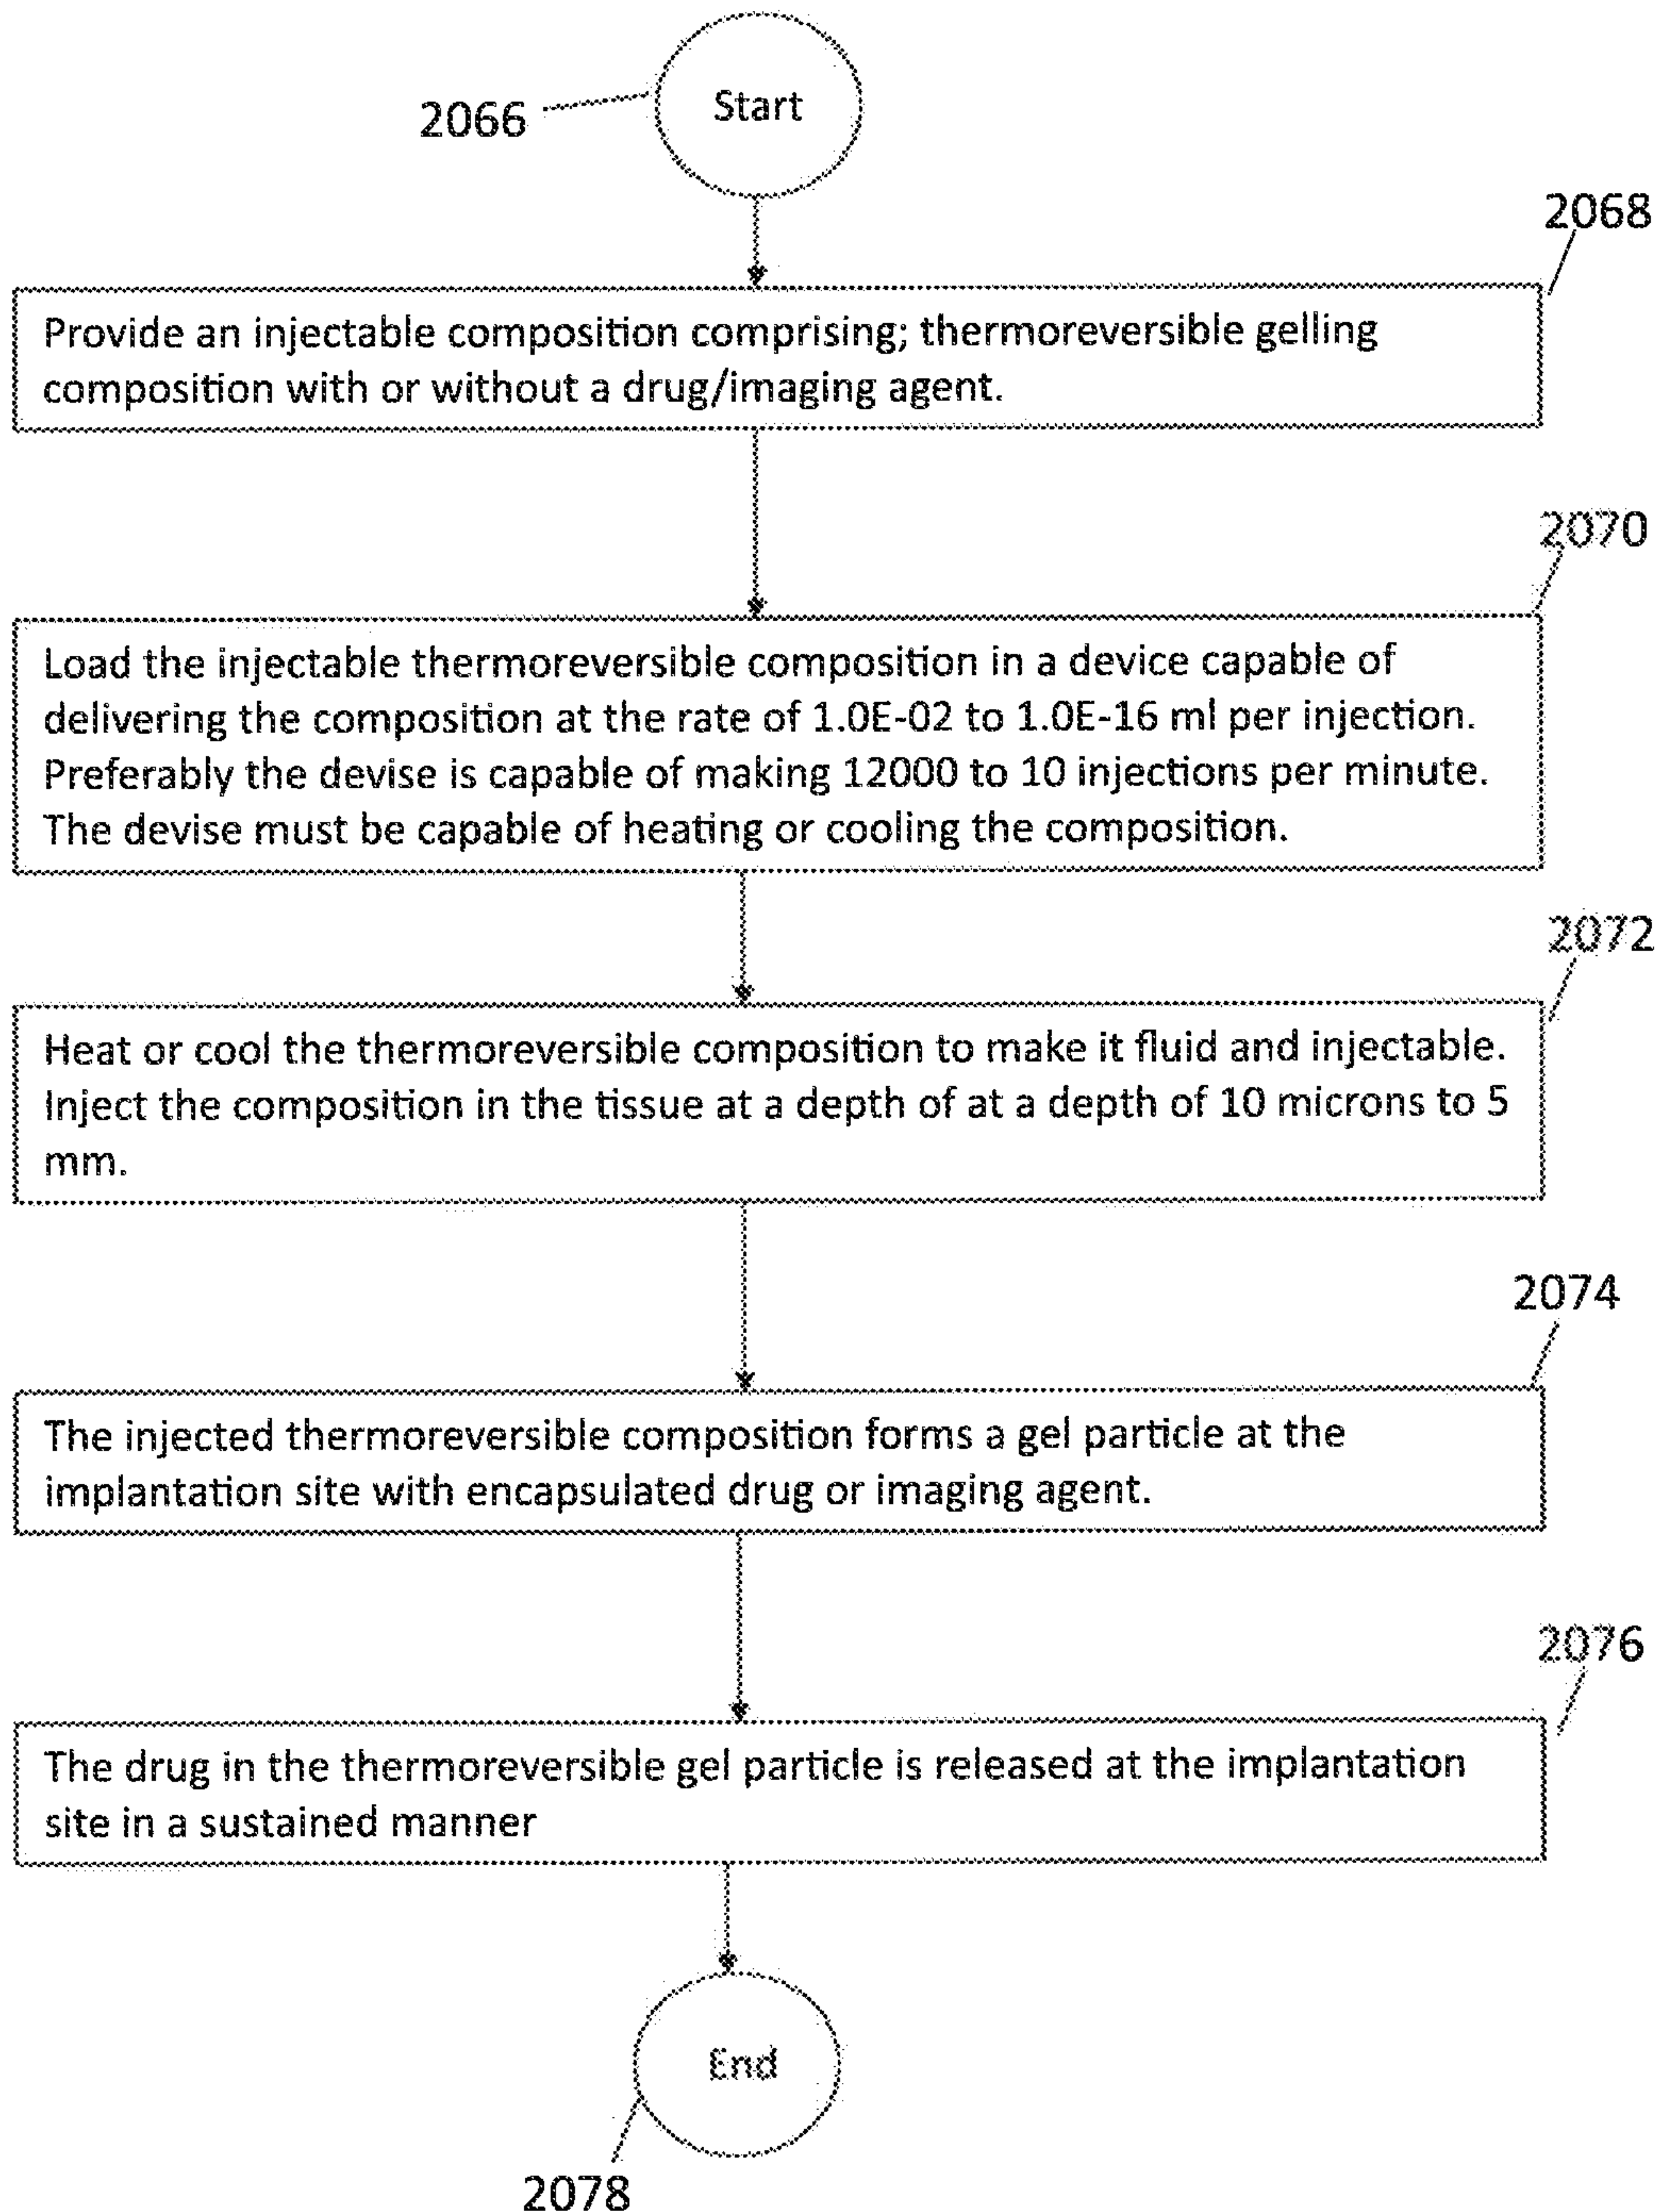 Start
2066
2068
Provide an injectable composition comprising; thermoreversible gelling
composition with or without a drug/imaging agent.
2070
Load the injectable thermoreversible composition in a device capable of
delivering the composition at the rate of 1.0E-02 to 1.0E-16 ml per injection.
Preferably the devise is capable of making 12000 to 10 injections per minute.
The devise must be capable of heating or cooling the composition.
2072
Heat or cool the thermoreversible composition to make it fluid and injectable.
Inject the composition in the tissue at a depth of at a depth of 10 microns to 5
mm.
2074
The injected thermoreversible composition forms a gel particle at the
implantation site with encapsulated drug or imaging agent.
2076
The drug in the thermoreversible gel particle is released at the implantation
site in a sustained manner
End
2078